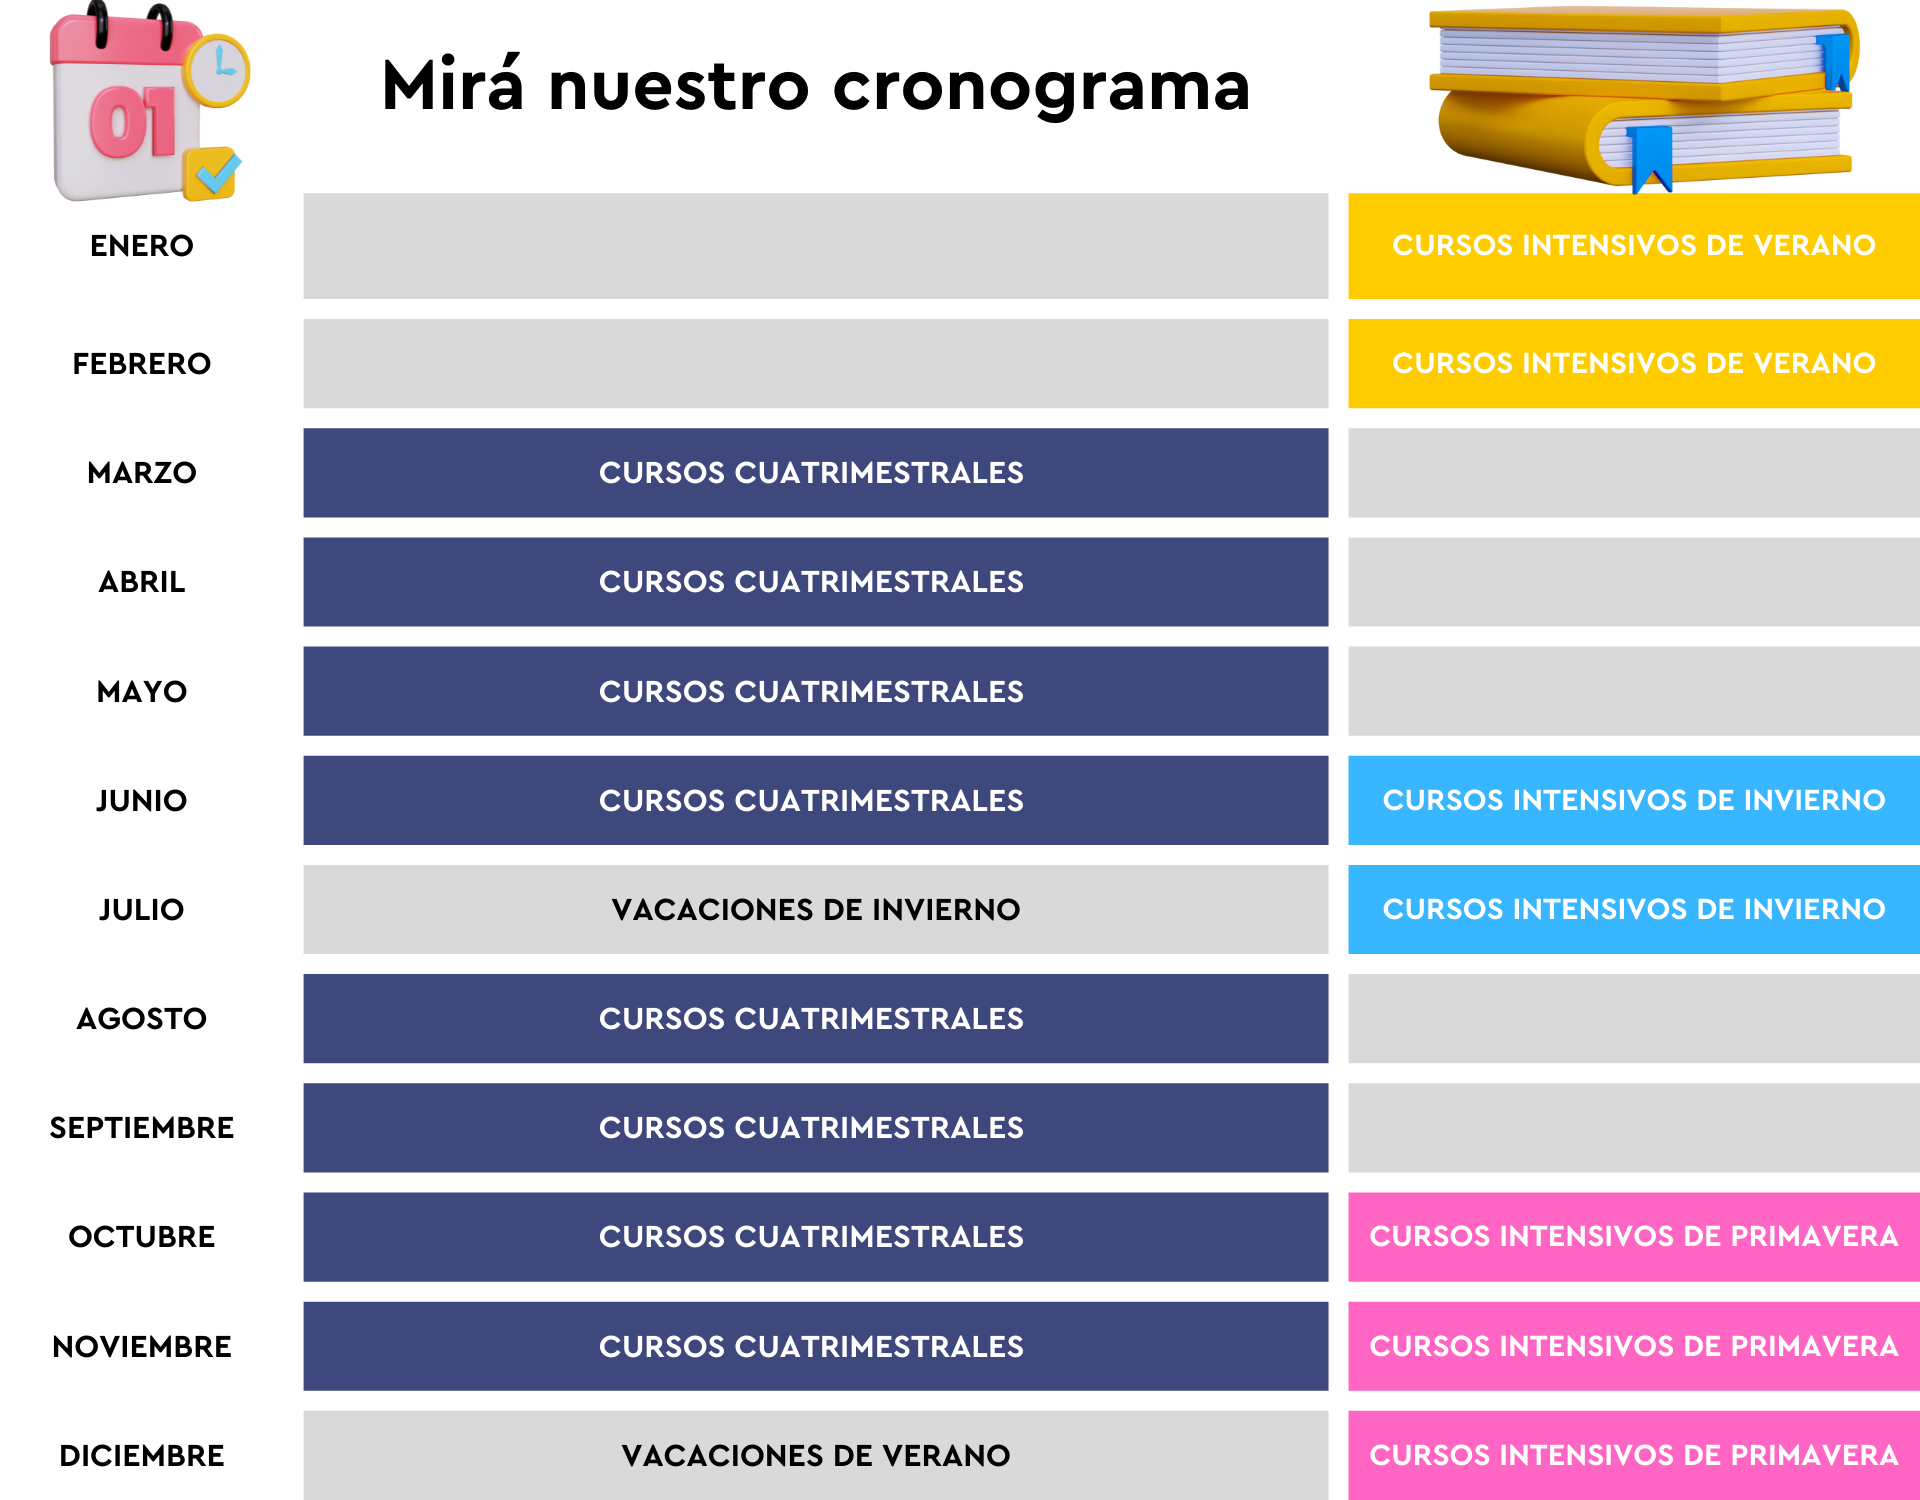 01
Mirá nuestro cronograma
ENERO
CURSOS INTENSIVOS DE VERANO
FEBRERO
CURSOS INTENSIVOS DE VERANO
MARZO
CURSOS CUATRIMESTRALES
ABRIL
CURSOS CUATRIMESTRALES
MAYO
CURSOS CUATRIMESTRALES
JUNIO
CURSOS CUATRIMESTRALES
CURSOS INTENSIVOS DE INVIERNO
JULIO
VACACIONES DE INVIERNO
CURSOS INTENSIVOS DE INVIERNO
AGOSTO
CURSOS CUATRIMESTRALES
SEPTIEMBRE
CURSOS CUATRIMESTRALES
OCTUBRE
CURSOS CUATRIMESTRALES
CURSOS INTENSIVOS DE PRIMAVERA
NOVIEMBRE
CURSOS CUATRIMESTRALES
CURSOS INTENSIVOS DE PRIMAVERA
DICIEMBRE
VACACIONES DE VERANO
CURSOS INTENSIVOS DE PRIMAVERA